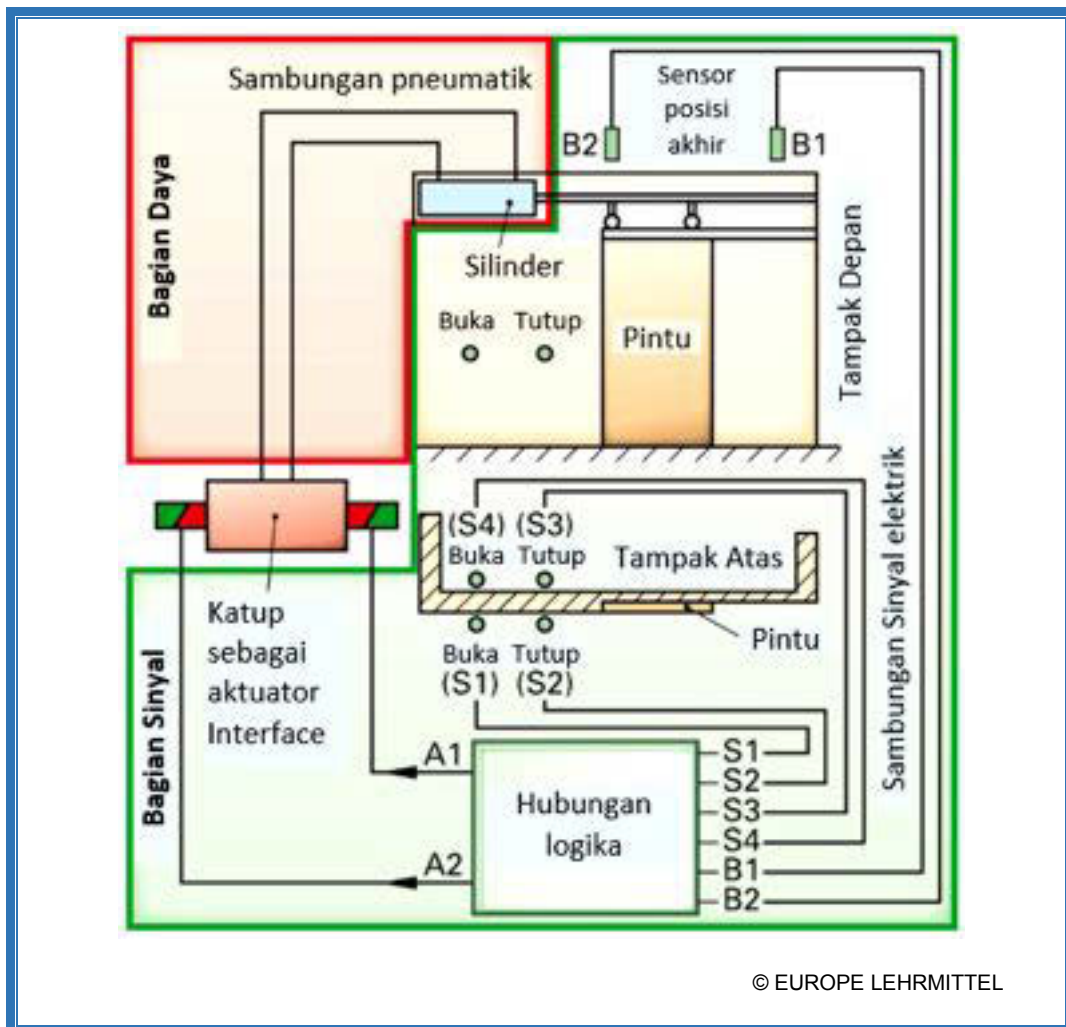 Sambungan pneumatik
Sensor
posisi
akhir
B2
B1
Bagian Daya
Silinder
Buka Tutup
Pintu
Tampak Depan
(S4) (S3)
Buka Tutup
Tampak Atas
Pintu
Buka Tutup
(S1) (S2)
Katup
sebagai
aktuator
Interface
Sambungan Sinyal elektrik
Bagian Sinyal
A1
A2
Hubungan
logika
S1
S2
S3
S4
B1
B2
© EUROPE LEHRMITTEL